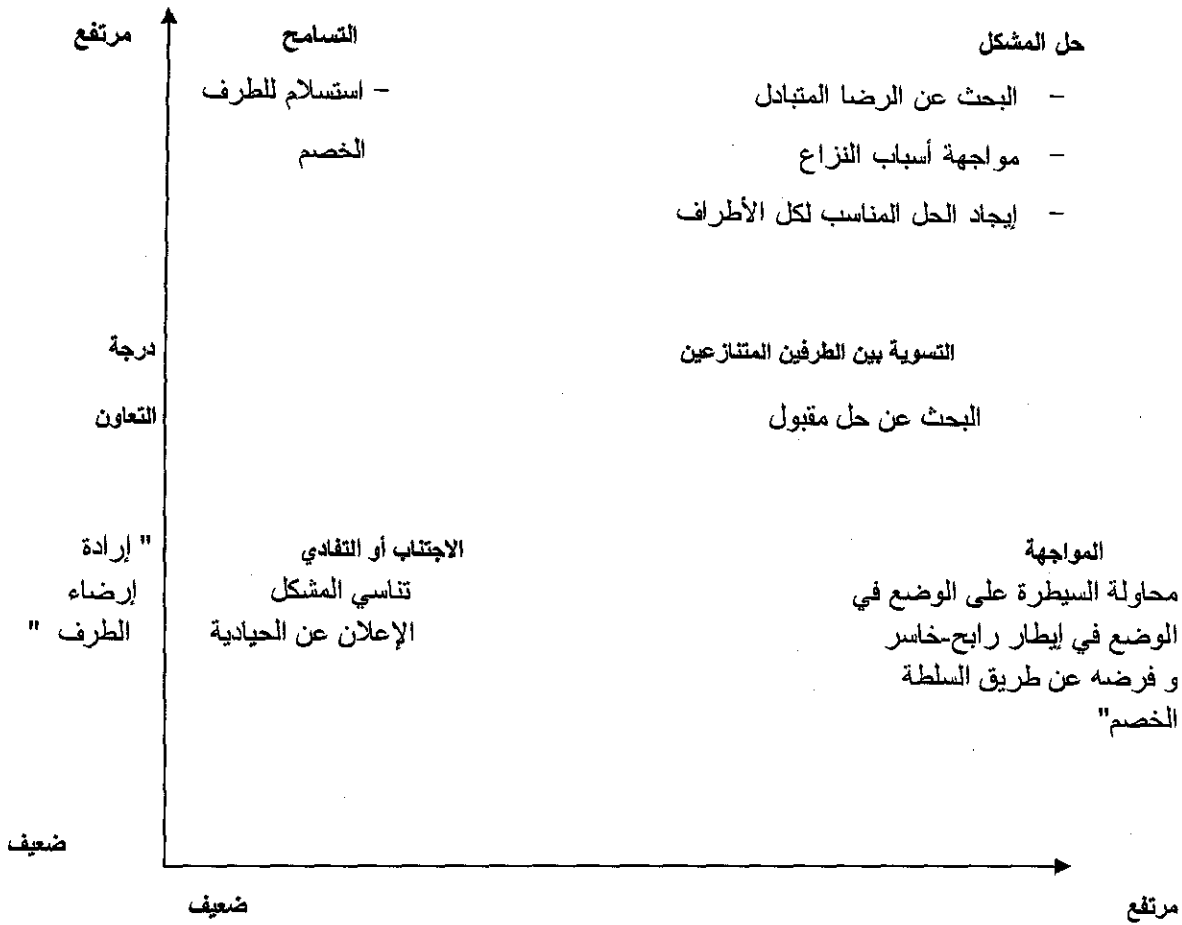 مرتفع
التسامح
حل المشكل
– استسلام للطرف
الخصم
– البحث عن الرضا المتبادل
– مواجهة أسباب النزاع
– إيجاد الحل المناسب لكل الأطراف
درجة
التعاون
التسوية بين الطرفين المتنازعين
البحث عن حل مقبول
" إرادة
إرضاء
الطرف "
الاجتناب أو التفادي
تناسي المشكل
الإعلان عن الحيادية
المواجهة
محاولة السيطرة على الوضع في
الوضع في إيطار رابح-خاسر
و فرضه عن طريق السلطة
الخصم"
ضعيف
ضعيف
مرتفع